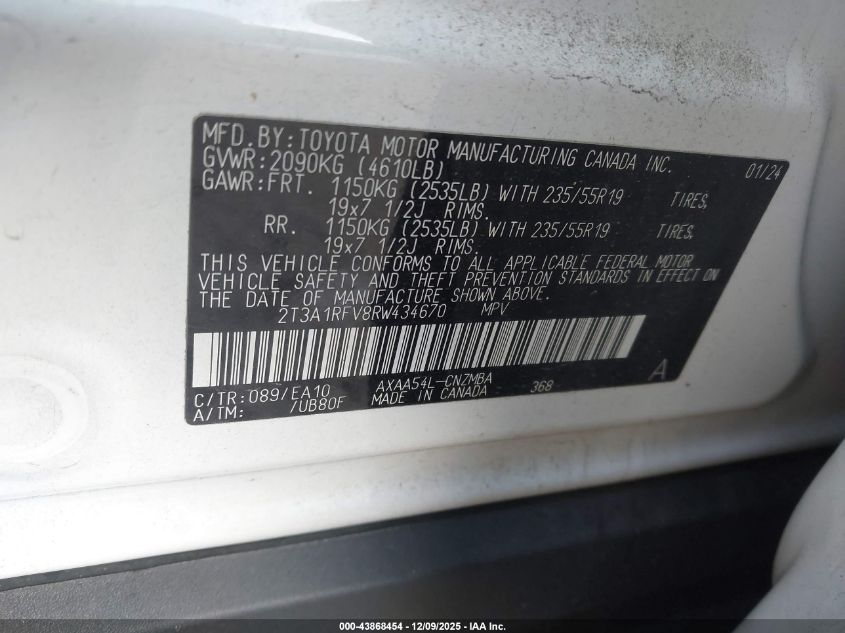 MFD. BY: TOYOTA MOTOR MANUFACTURING CANADA INC. 01/24
GVWR: 2090KG (4610LB)
GAWR: FRT. 1150KG (2535LB) WITH 235/55R19 TIRES,
19x7 1/2J RIMS.
RR. 1150KG (2535LB) WITH 235/55R19 TIRES,
19x7 1/2J RIMS.
THIS VEHICLE CONFORMS TO ALL APPLICABLE FEDERAL MOTOR
VEHICLE SAFETY AND THEFT PREVENTION STANDARDS IN EFFECT ON
THE DATE OF MANUFACTURE SHOWN ABOVE.
2T3A1RFV8RW434670 MPV
C/TR: 089/EA10 AXAA54L-CNZMBA A
A/TM: /UB80F MADE IN CANADA 368
000-43868454 - 12/09/2025 - IAA Inc.